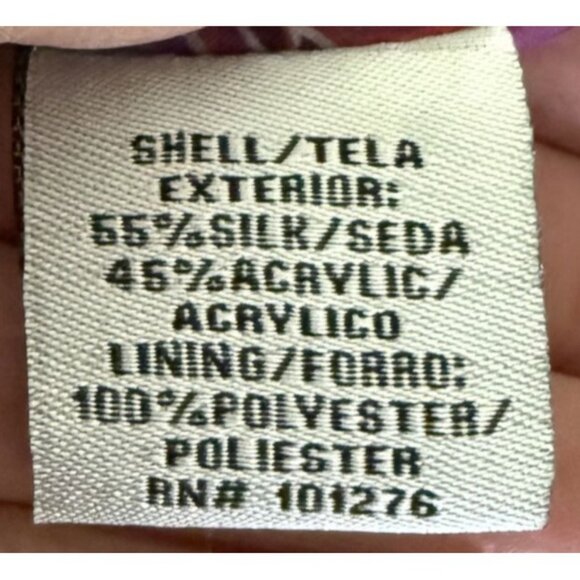 SHELL/TELA
EXTERIOR:
55%SILK/SEDA
45%ACRYLIC/
ACRYLICO
LINING/FORRO:
100%POLYESTER/
POLIESTER
RN# 101276